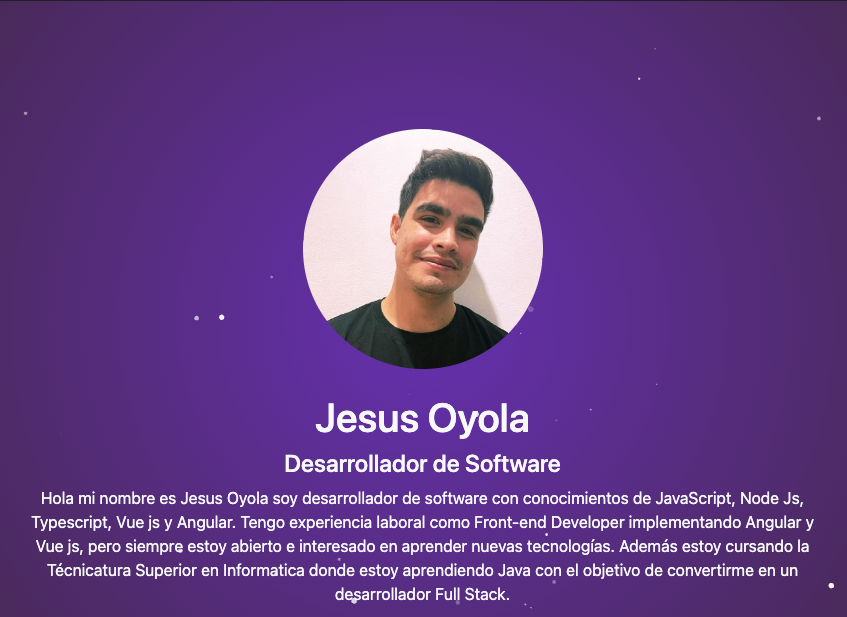 Jesus Oyola
Desarrollador de Software
Hola mi nombre es Jesus Oyola soy desarrollador de software con conocimientos de JavaScript, Node Js,
Typescript, Vue js y Angular. Tengo experiencia laboral como Front-end Developer implementando Angular y
Vue js, pero siempre estoy abierto e interesado en aprender nuevas tecnologías. Además estoy cursando la
Técnicatura Superior en Informatica donde estoy aprendiendo Java con el objetivo de convertirme en un
desarrollador Full Stack.